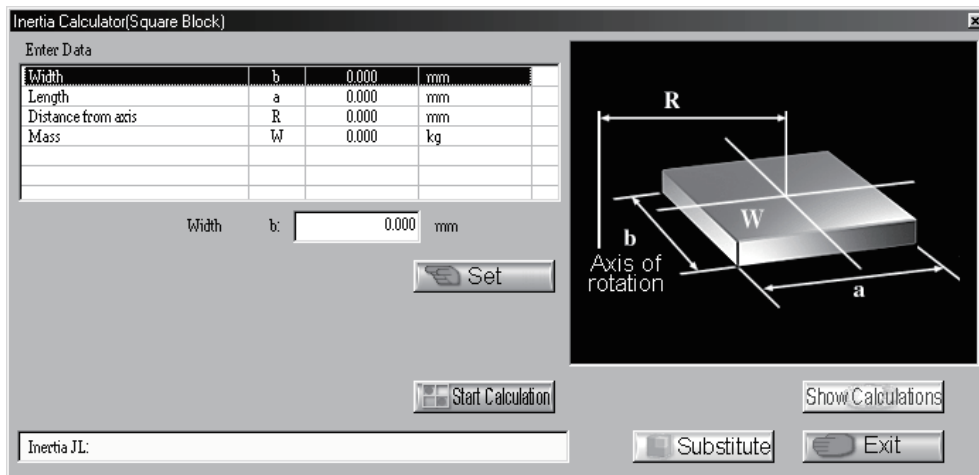 Inertia Calculator(Square Block)
Enter Data
Width b 0.000 mm
Length a 0.000 mm
Distance from axis R 0.000 mm
Mass W 0.000 kg
Width b: 0.000 mm
Set
Start Calculation
Inertia JL:
R
W
b
Axis of
rotation
a
Show Calculations
Substitute
Exit